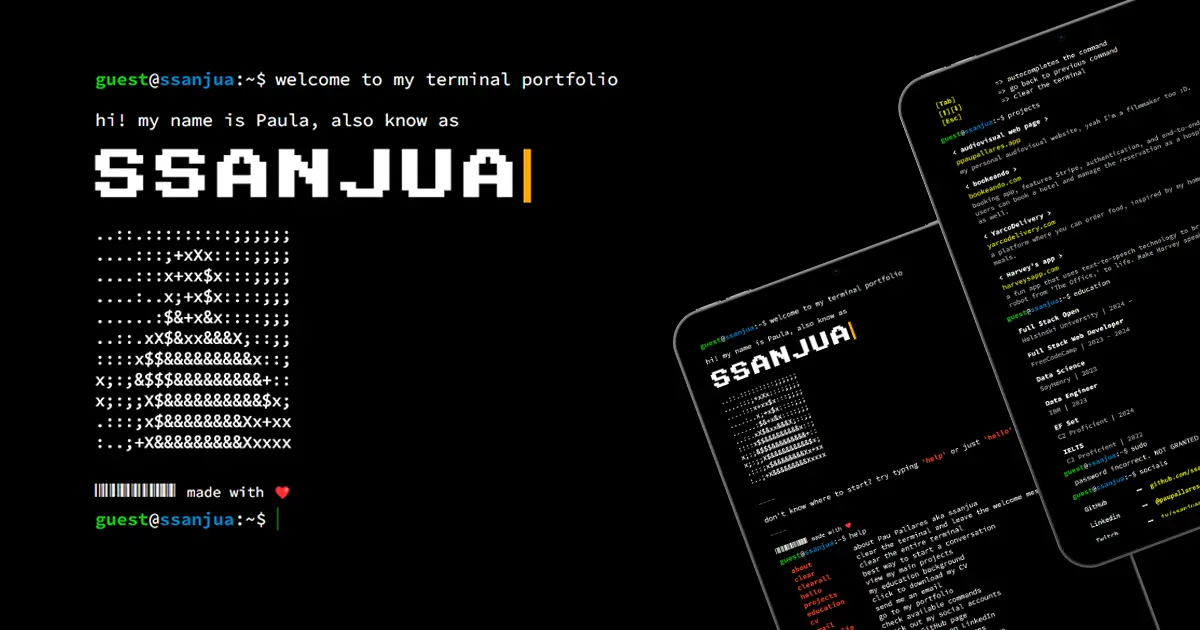 guest@ssanjua:~$ welcome to my terminal portfolio
hi! my name is Paula, also know as
SSANJUA
..::.:::::::::;;;;;;
....:::;+xXx::::;;;;
....:::x+xx$x:::;;;;
....:..x;+x$x::::;;;
......:$&+x&x::::;;;
..::.xX$&xx&&&X;::;;
::::x$$&&&&&&&&&x::;
x;:;&$$$&&&&&&&&&+::
x;:;;X$&&&&&&&&&&$x;
.:::;x$&&&&&&&&Xx+xx
:..;+X&&&&&&&&&Xxxxx
made with ❤️
guest@ssanjua:~$
guest@ssanjua:~$ welcome to my terminal portfolio
hi! my name is Paula, also know as
SSANJUA
don't know where to start? try typing 'help' or just 'hello'
made with ❤️
guest@ssanjua:~$ help
about about Pau Pallares aka ssanjua
clear clear the terminal and leave the welcome mes
clearall clear the entire terminal
hello best way to start a conversation
projects view my main projects
education my education background
cv click to download my CV
send me an email
go to my portfolio
check available commands
out my social accounts
GitHub page
on LinkedIn
[Tab] => autocompletes the command
[↑][↓] => go back to previous command
[Esc] => clear the terminal
guest@ssanjua:~$ projects
< audiovisual web page >
ppaupallares.app
my personal audiovisual website, yeah I'm a filmmaker too :D.
< bookeando >
bookeando.com
booking app, features Stripe, authentication, and end-to-end
users can book a hotel and manage the reservation as a hosp
as well.
< YarcoDelivery >
yarcodelivery.com
a platform where you can order food, inspired by my home
meals.
< Harvey's app >
harveysapp.com
a fun app that uses text-to-speech technology to br
robot from 'The Office,' to life. Make Harvey speak
guest@ssanjua:~$ education
Full Stack Open
Helsinski University | 2024 -
Full Stack Web Developer
FreeCodeCamp | 2023 - 2024
Data Science
SoyHenry | 2023
Data Engineer
IBM | 2023
EF Set
C2 Proficient | 2024
IELTS
C2 Proficient | 2022
guest@ssanjua:~$ sudo
password incorrect. NOT GRANTED
guest@ssanjua:~$ socials
GitHub — github.com/ssa
Linkedin — @paupallares
Twitch — tv/ssanjua